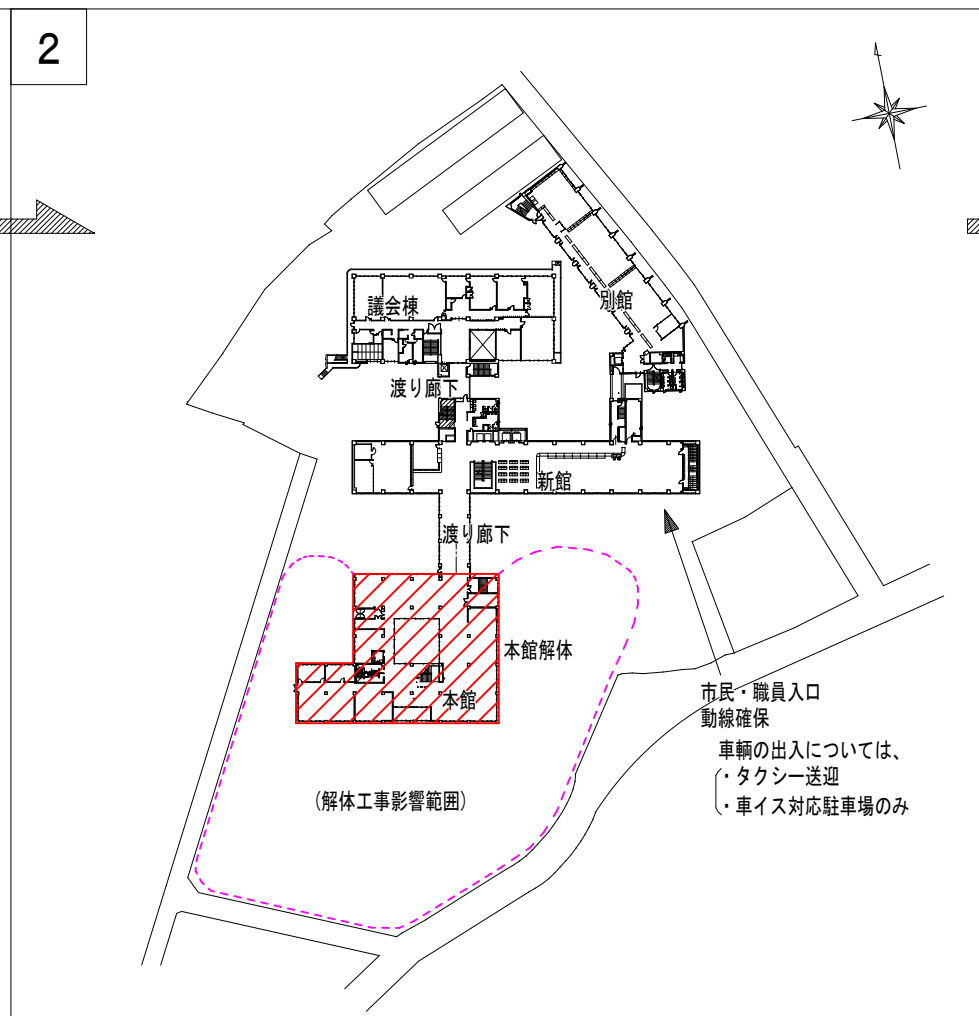 2
議会棟
別館
渡り廊下
新館
渡り廊下
本館解体
本館
市民・職員入口
動線確保
車輌の出入については、
・タクシー送迎
・車イス対応駐車場のみ
(解体工事影響範囲)